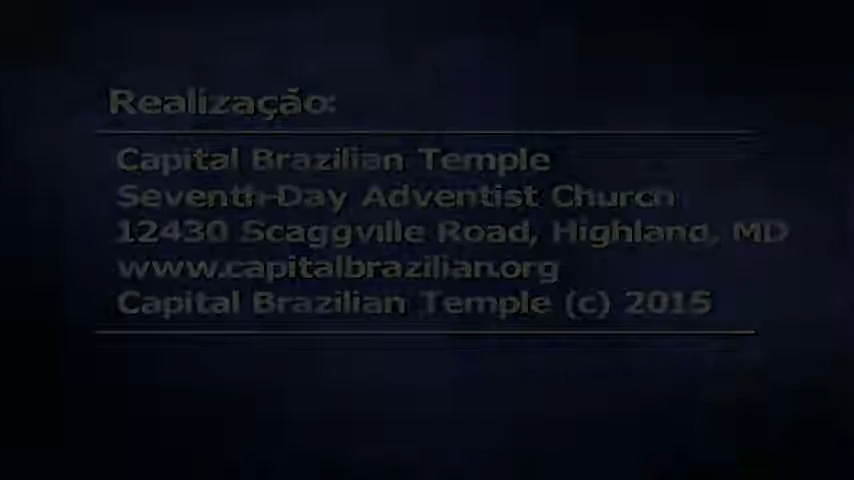 Realização:
Capital Brazilian Temple
Seventh-Day Adventist Church
12430 Scaggville Road, Highland, MD
www.capitalbrazilian.org
Capital Brazilian Temple (c) 2015